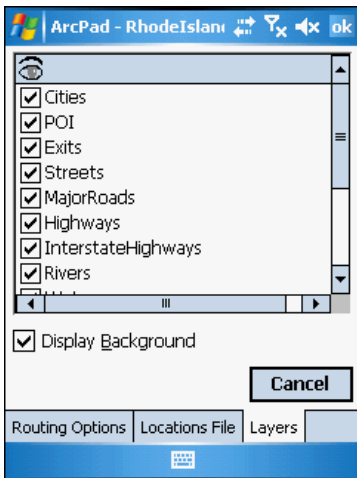 ArcPad - RhodeIslan
ok
Cities
POI
Exits
Streets
MajorRoads
Highways
InterstateHighways
Rivers
Display Background
Cancel
Routing Options
Locations File
Layers